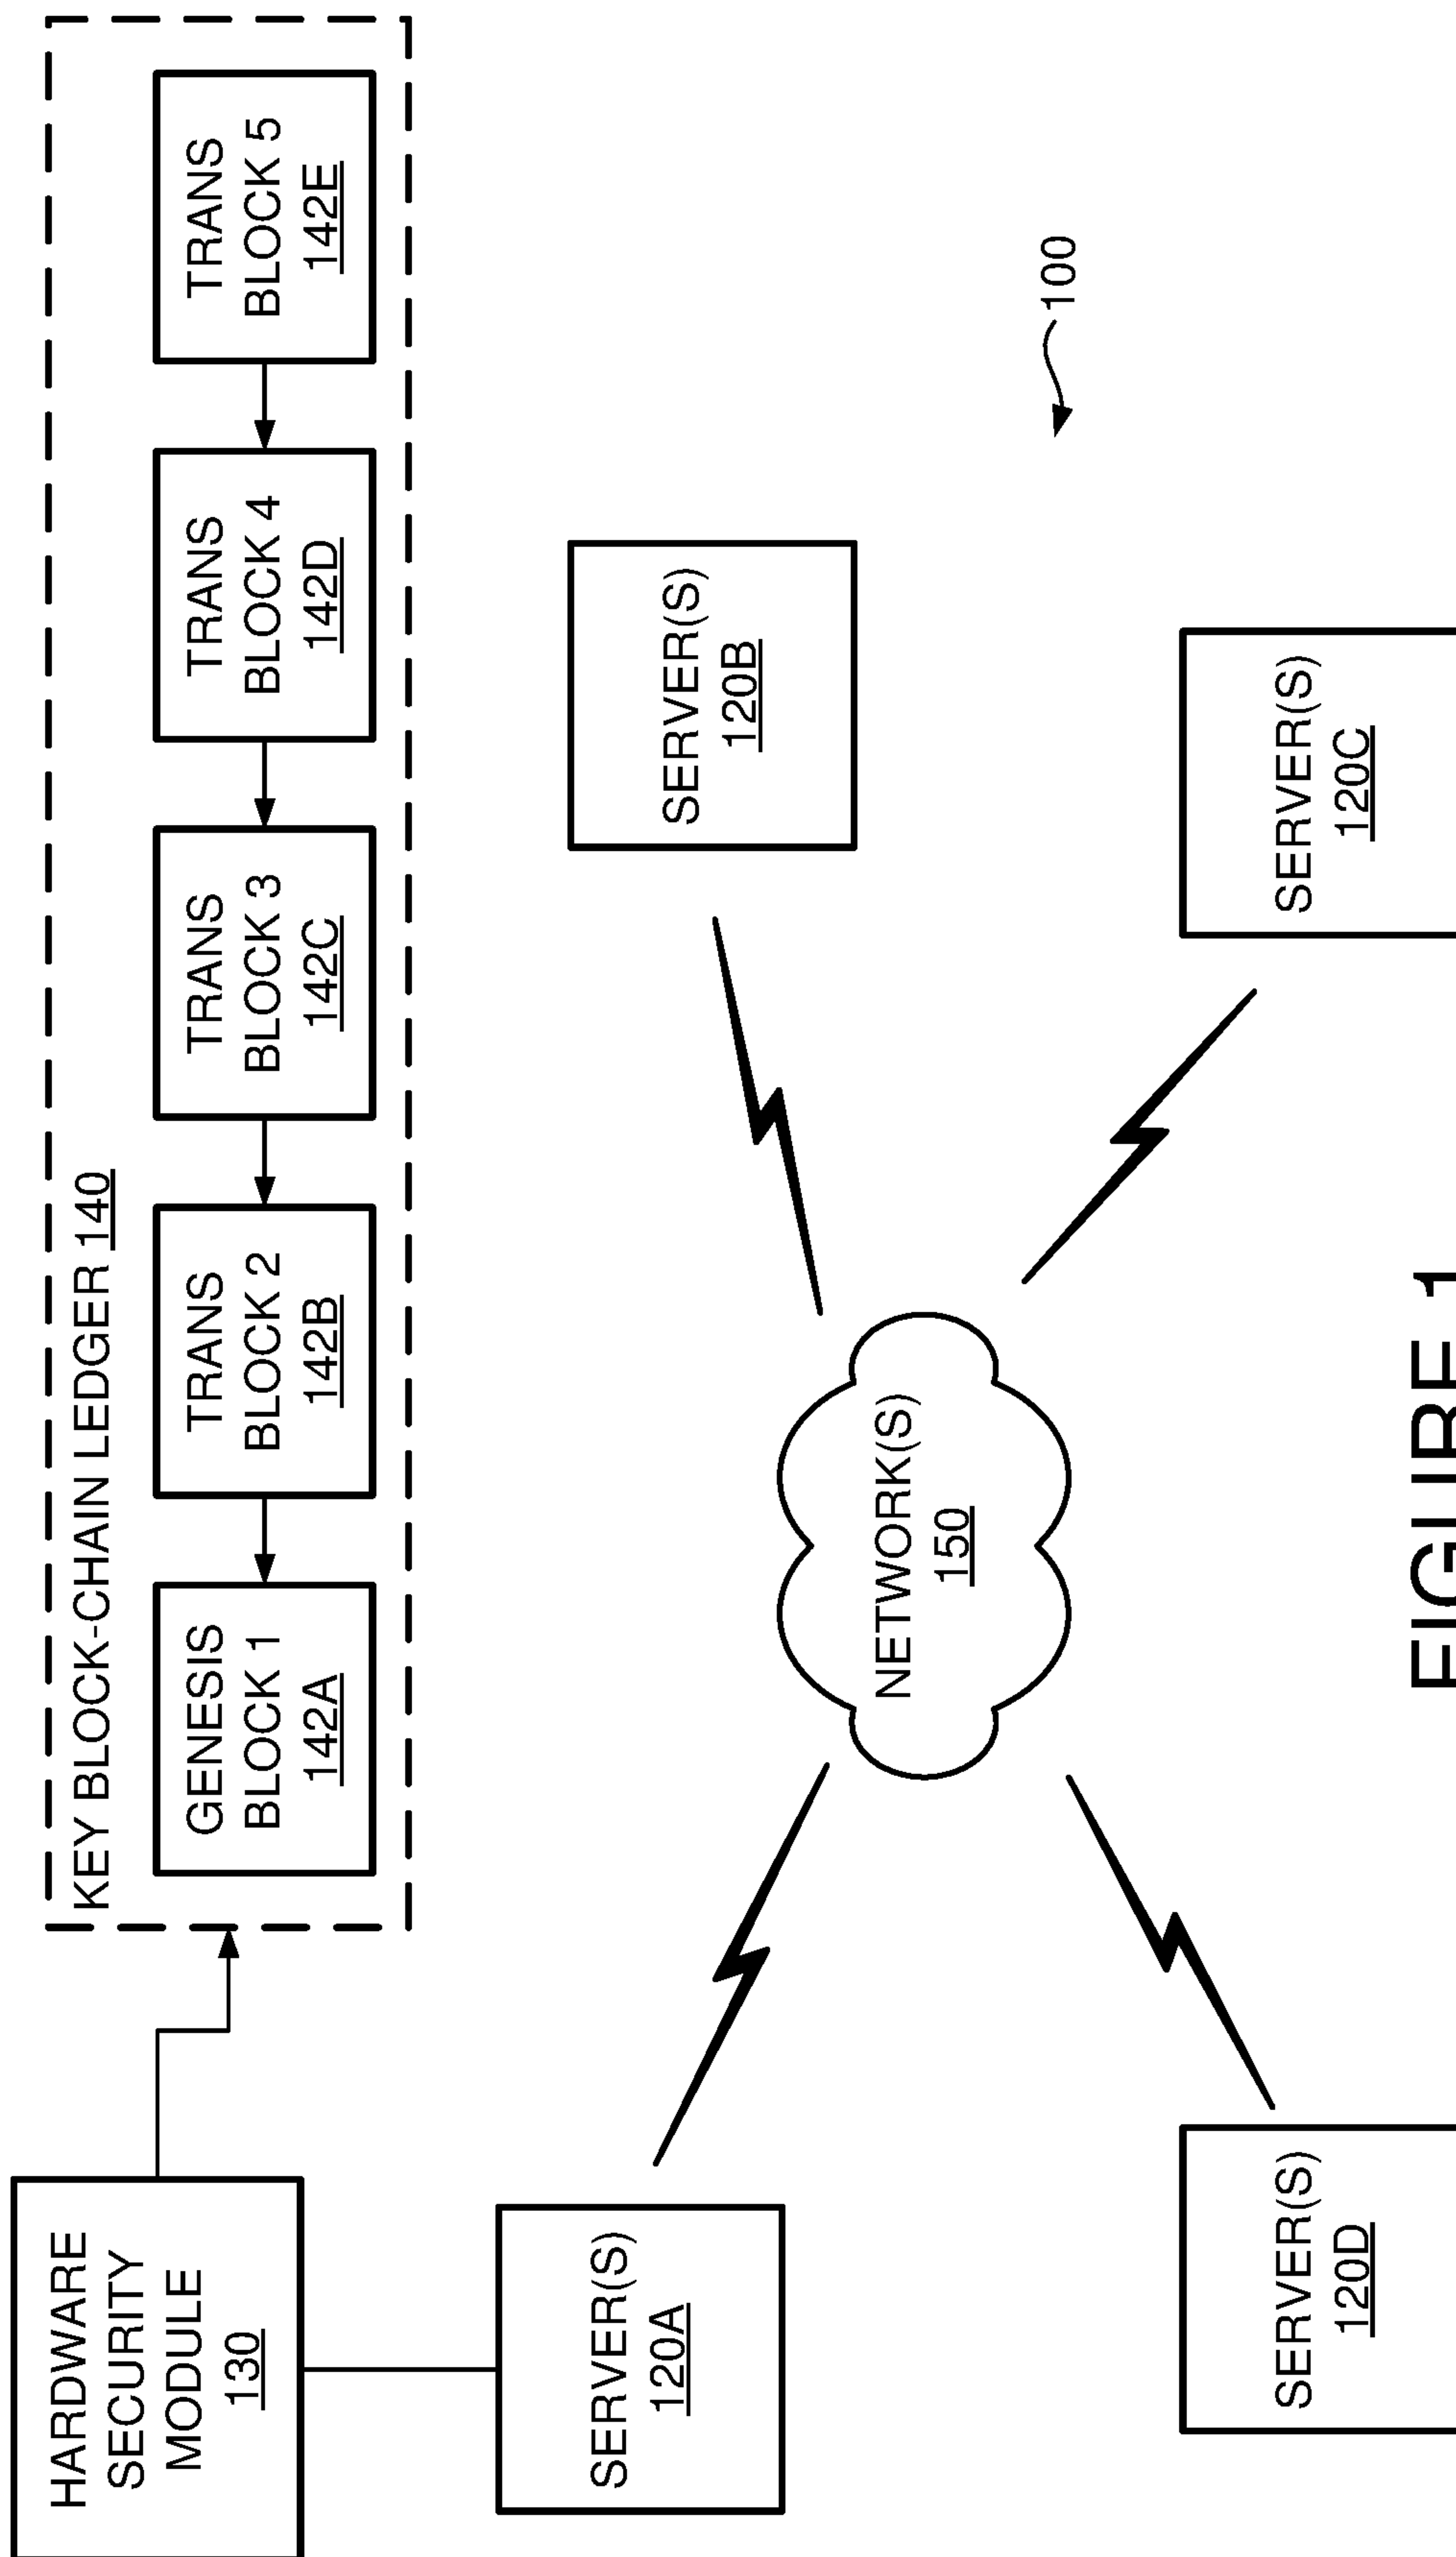 HARDWARE
SECURITY
MODULE
130
KEY BLOCK-CHAIN LEDGER 140
GENESIS
BLOCK 1
142A
TRANS
BLOCK 2
142B
TRANS
BLOCK 3
142C
TRANS
BLOCK 4
142D
TRANS
BLOCK 5
142E
SERVER(S)
120A
SERVER(S)
120B
NETWORK(S)
150
100
SERVER(S)
120D
SERVER(S)
120C
FIGURE 1